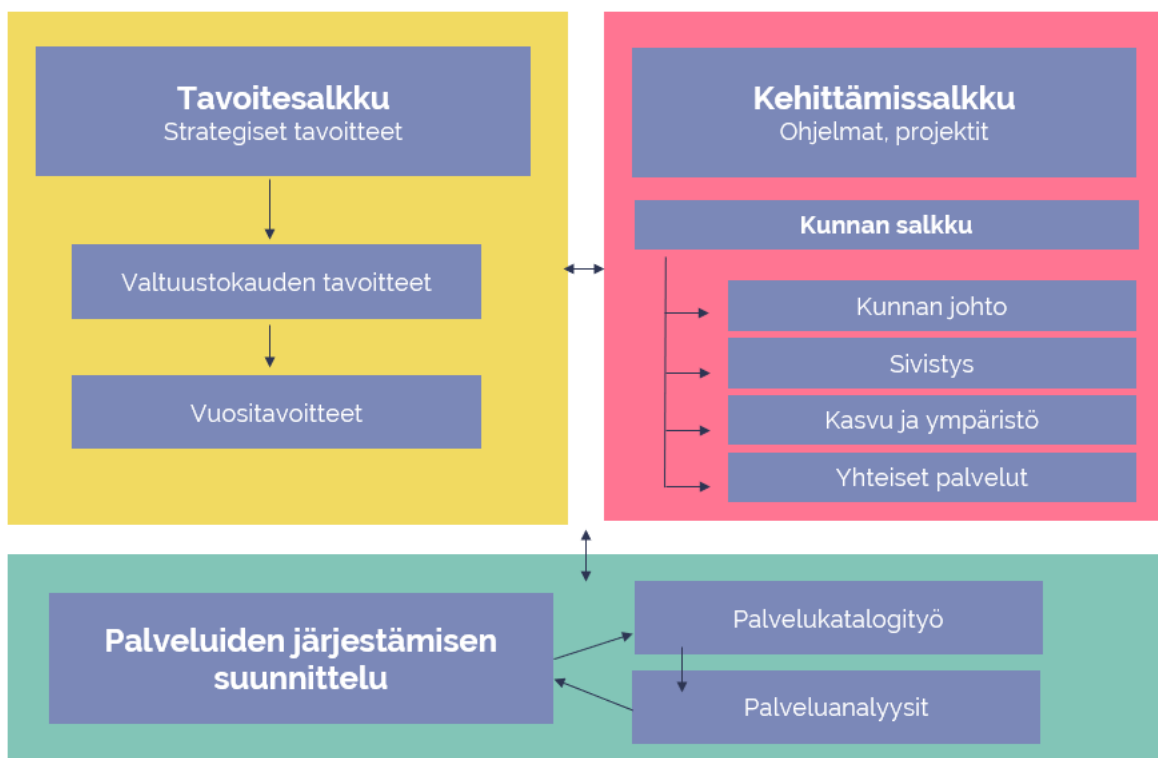 Tavoitesalkku
Strategiset tavoitteet
Valtuustokauden tavoitteet
Vuositavoitteet
Kehittämissalkku
Ohjelmat, projektit
Kunnan salkku
Kunnan johto
Sivistys
Kasvu ja ympäristö
Yhteiset palvelut
Palveluiden järjestämisen
suunnittelu
Palvelukatalogityö
Palveluanalyysit